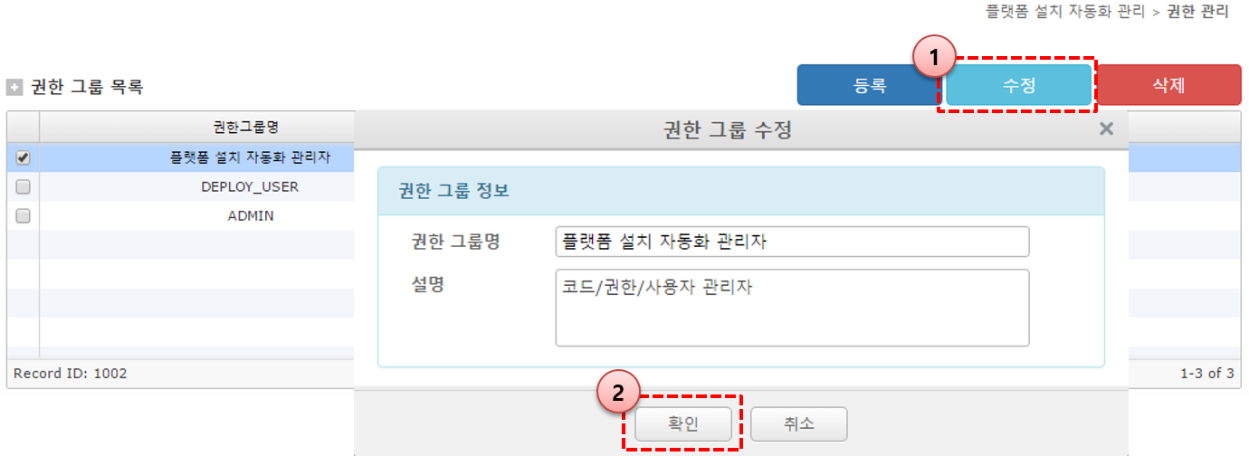 플랫폼 설치 자동화 관리 > 권한 관리
1
권한 그룹 목록
등록 수정 삭제
권한그룹명
권한 그룹 수정 ×
플랫폼 설치 자동화 관리자
DEPLOY_USER
ADMIN
권한 그룹 정보
권한 그룹명 플랫폼 설치 자동화 관리자
설명 코드/권한/사용자 관리자
Record ID: 1002 1-3 of 3
2
확인 취소